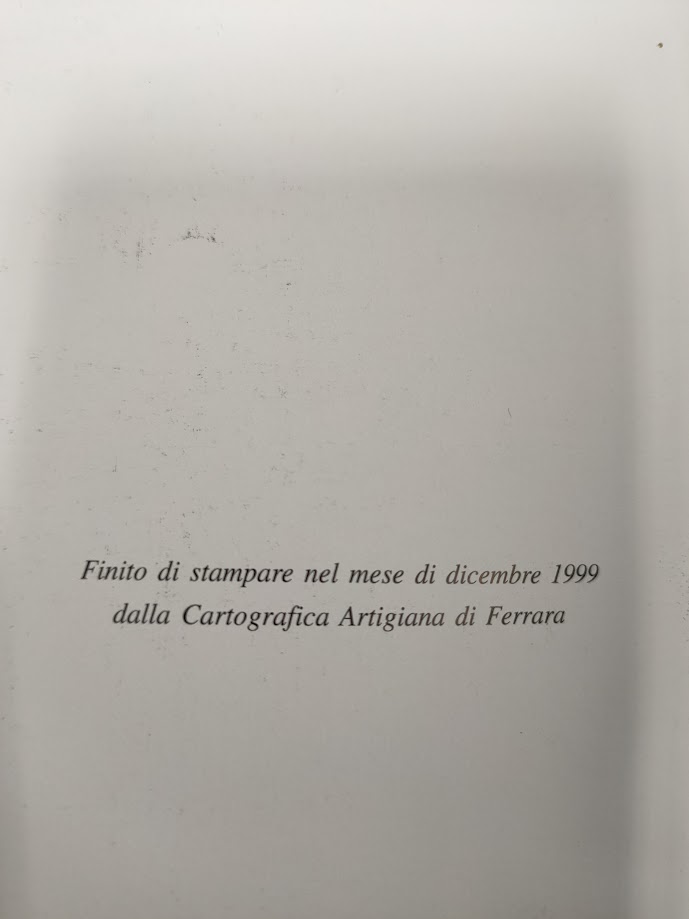 Finito di stampare nel mese di dicembre 1999
dalla Cartografica Artigiana di Ferrara